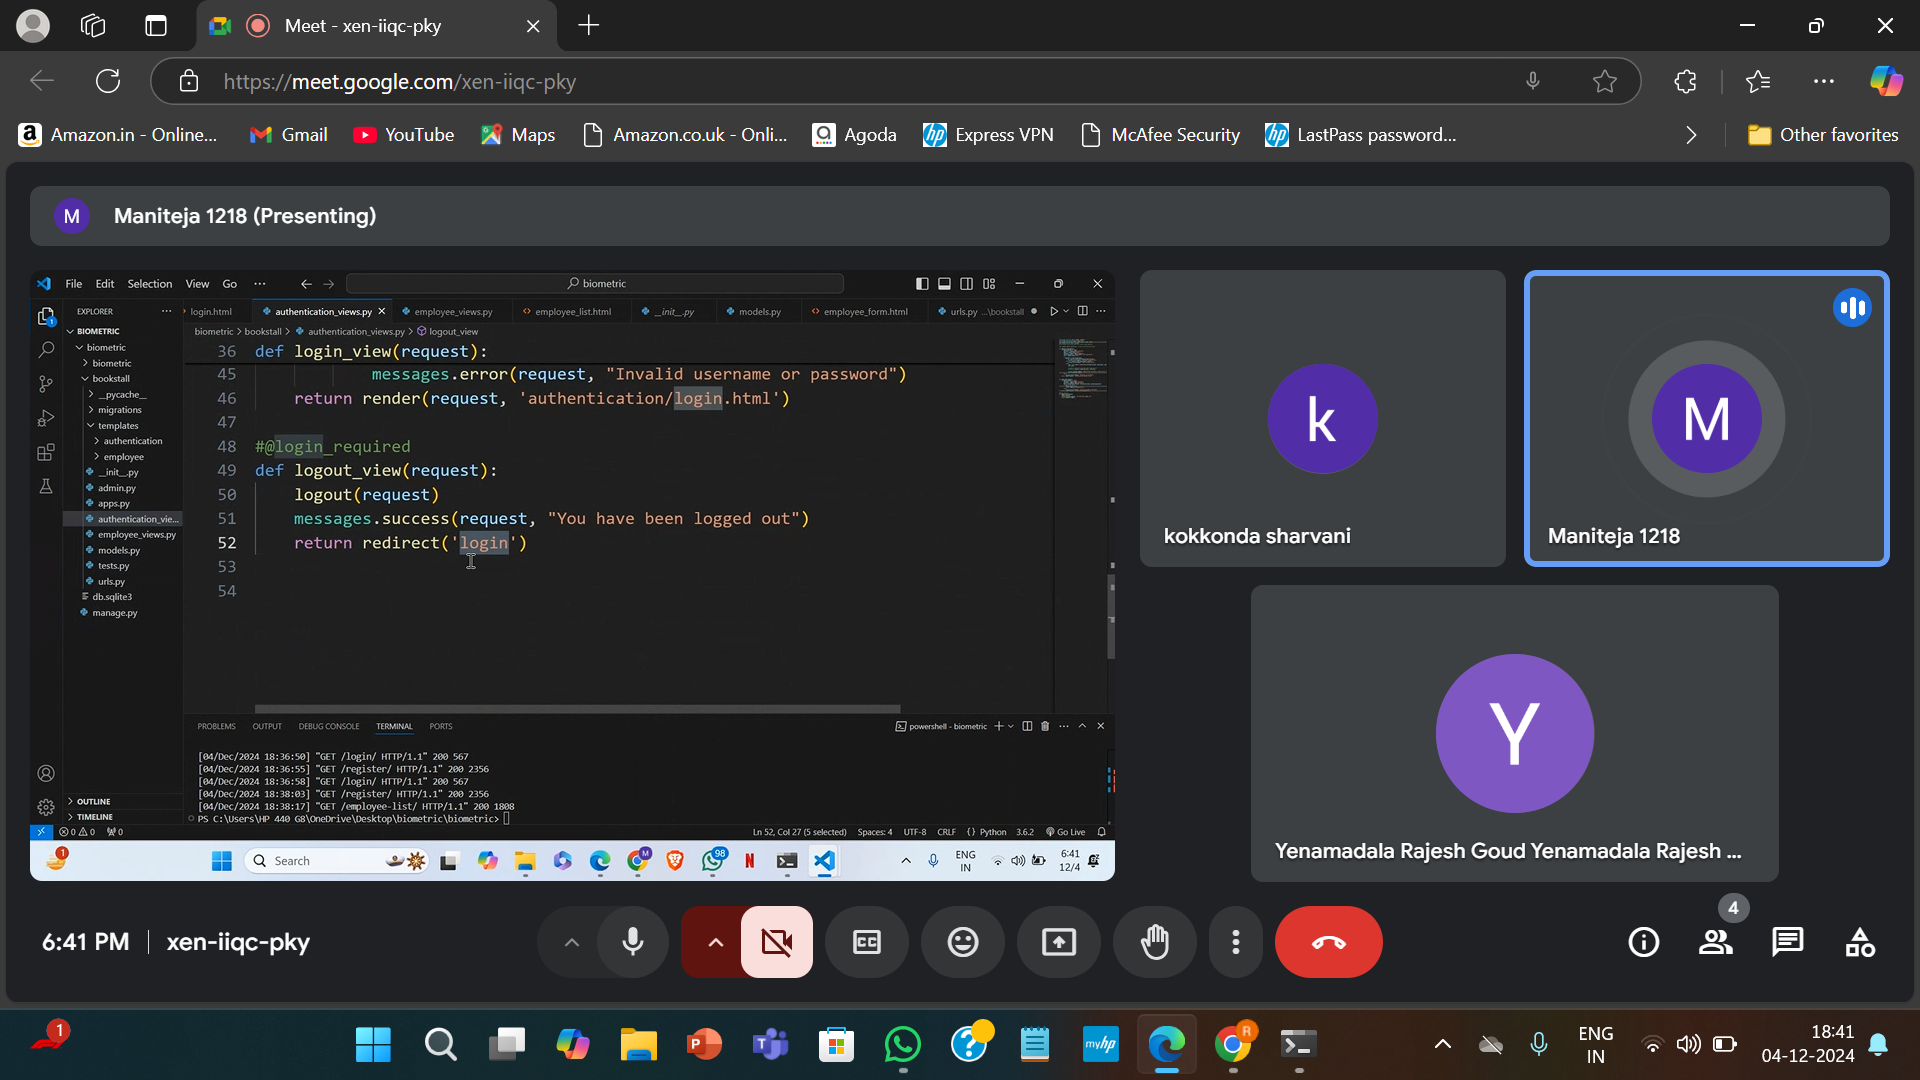 Meet - xen-iiqc-pky
https://meet.google.com/xen-iiqc-pky
Amazon.in - Online...
Gmail
YouTube
Maps
Amazon.co.uk - Onli...
Agoda
Express VPN
McAfee Security
LastPass password...
Other favorites
M
Maniteja 1218 (Presenting)
File Edit Selection View Go ···
biometric
EXPLORER
login.html
authentication_views.py
employee_views.py
employee_list.html
__init__.py
models.py
employee_form.html
urls.py ...\bookstall
biometric > bookstall > authentication_views.py > logout_view
BIOMETRIC
biometric
biometric
bookstall
__pycache__
migrations
templates
authentication
employee
__init__.py
admin.py
apps.py
authentication_vie...
employee_views.py
models.py
tests.py
urls.py
db.sqlite3
manage.py
OUTLINE
TIMELINE
36 def login_view(request):
45 messages.error(request, "Invalid username or password")
46 return render(request, 'authentication/login.html')
47
48 #@login_required
49 def logout_view(request):
50 logout(request)
51 messages.success(request, "You have been logged out")
52 return redirect('login')
53
54
PROBLEMS OUTPUT DEBUG CONSOLE TERMINAL PORTS
powershell - biometric
[04/Dec/2024 18:36:50] "GET /login/ HTTP/1.1" 200 567
[04/Dec/2024 18:36:55] "GET /register/ HTTP/1.1" 200 2356
[04/Dec/2024 18:36:58] "GET /login/ HTTP/1.1" 200 567
[04/Dec/2024 18:38:03] "GET /register/ HTTP/1.1" 200 2356
[04/Dec/2024 18:38:17] "GET /employee-list/ HTTP/1.1" 200 1808
PS C:\Users\HP 440 G8\OneDrive\Desktop\biometric\biometric>
0 0 0
Ln 52, Col 27 (5 selected) Spaces: 4 UTF-8 CRLF {} Python 3.6.2 Go Live
1
Search
98
ENG
IN
6:41
12/4
k
kokkonda sharvani
M
Maniteja 1218
Y
Yenamadala Rajesh Goud Yenamadala Rajesh ...
6:41 PM | xen-iiqc-pky
CC
4
1
myhp
R
ENG
IN
18:41
04-12-2024